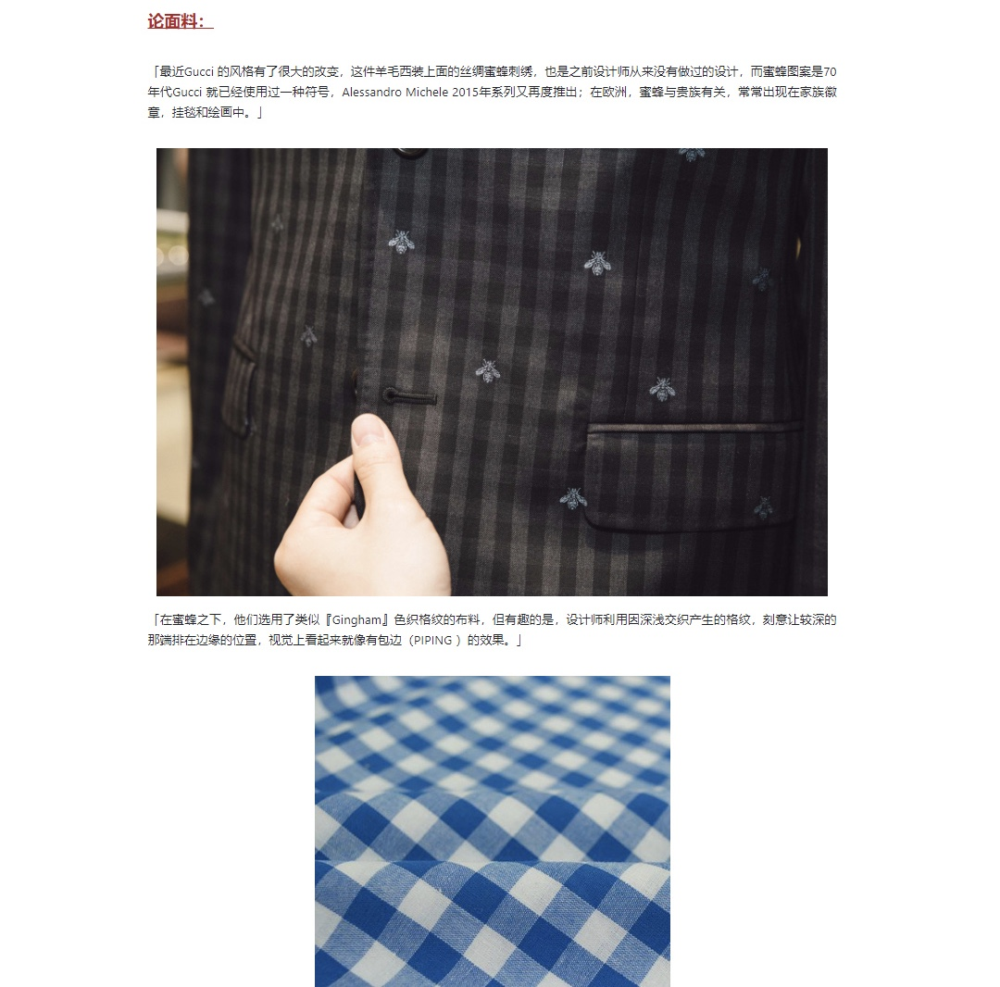 论面料：
「最近Gucci 的风格有了很大的改变，这件羊毛西装上面的丝绸蜜蜂刺绣，也是之前设计师从来没有做过的设计，而蜜蜂图案是70
年代Gucci 就已经使用过一种符号，Alessandro Michele 2015年系列又再度推出；在欧洲，蜜蜂与贵族有关，常常出现在家族徽
章，挂毯和绘画中。」
「在蜜蜂之下，他们选用了类似『Gingham』色织格纹的布料，但有趣的是，设计师利用因深浅交织产生的格纹，刻意让较深的
那端排在边缘的位置，视觉上看起来就像有包边（PIPING ）的效果。」